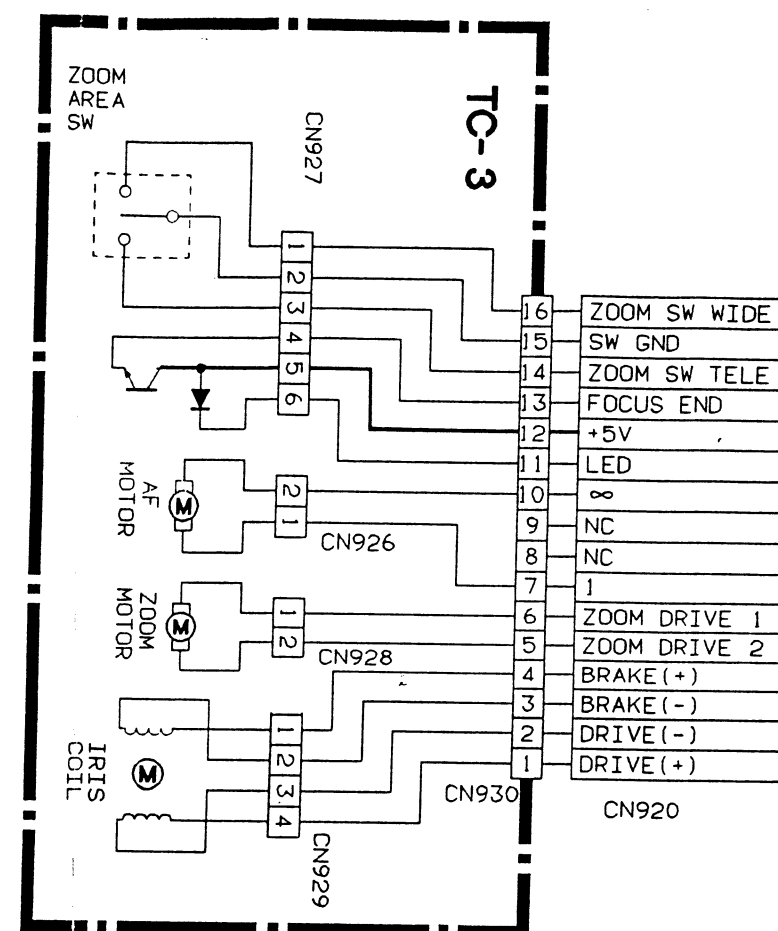 ZOOM
AREA
SW
CN927
TC-3
1
2
3
4
5
6
16 ZOOM SW WIDE
15 SW GND
14 ZOOM SW TELE
13 FOCUS END
12 +5V
11 LED
10 ∞
9 NC
8 NC
7 1
6 ZOOM DRIVE 1
5 ZOOM DRIVE 2
4 BRAKE(+)
3 BRAKE(-)
2 DRIVE(-)
1 DRIVE(+)
AF
MOTOR
M
2
1
CN926
ZOOM
MOTOR
M
1
2
CN928
IRIS
COIL
M
1
2
3
4
CN929
CN930
CN920